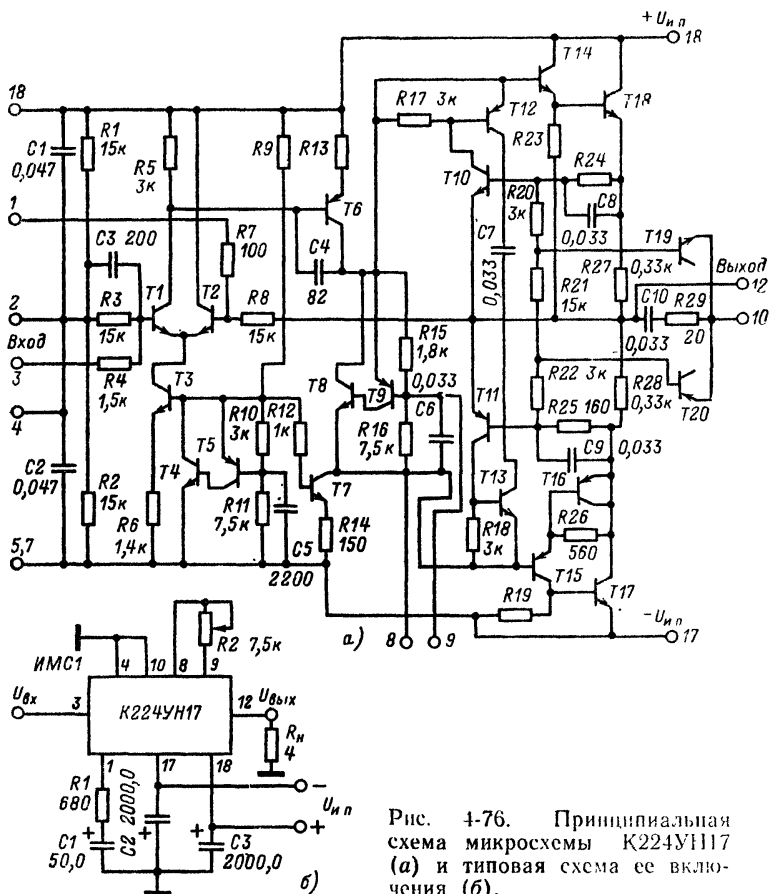 + U и п
18
T14
18
R17 3к
T12
T18
R1
15к
C1
0,047
R5
3к
R9
R13
R23
T10
R24
R20
3к
C8
1
T6
C3 200
R7
100
C4
82
C7
0,033
0,033
T19
R21
15к
R27
0,33к
Выход
12
2
R3
15к
T1
T2
R8
15к
C10
R29
10
0,033
20
Вход
3
R4
1,5к
R15
1,8к
T3
T8
T9
0,033
T11
R22 3к
R28
0,33к
R25 160
T20
4
R10
3к
R12
1к
C6
R16
7,5к
C9
0,033
C2
0,047
T5
T4
T7
T13
T16
R2
15к
R6
1,4к
R11
7,5к
R14
150
R18
3к
R26
560
5,7
C5
2200
T15
T17
R19
- U и п
17
R2 7,5к
а)
8
9
ИМС1
4
10
8
9
Uвх
3
К224УН17
12
Uвых
Rн
4
1
17
18
R1
680
C2 2000,0
−
Uи п
+
C1
50,0
+
+
+
C3
2000,0
б)
Рис. 4-76. Принципиальная
схема микросхемы К224УН17
(а) и типовая схема ее вклю-
чения (б).